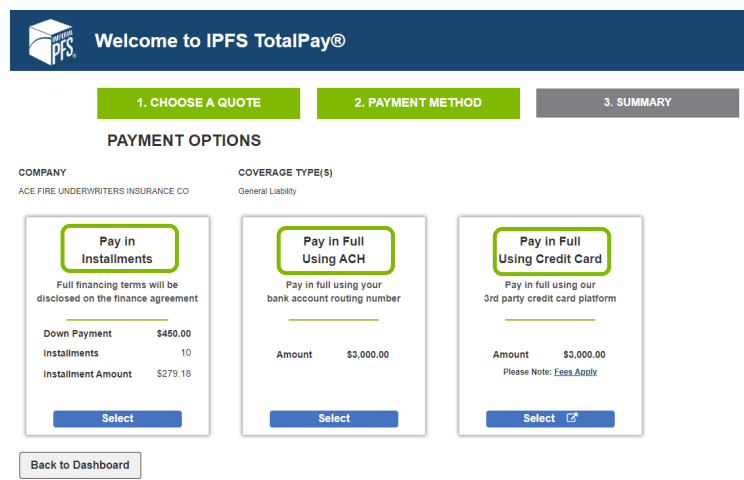 IMPERIAL
PFS®
Welcome to IPFS TotalPay®
1. CHOOSE A QUOTE
2. PAYMENT METHOD
3. SUMMARY
PAYMENT OPTIONS
COMPANY
COVERAGE TYPE(S)
ACE FIRE UNDERWRITERS INSURANCE CO
General Liability
Pay in
Installments
Full financing terms will be
disclosed on the finance agreement
Down Payment $450.00
Installments 10
Installment Amount $279.18
Select
Pay in Full
Using ACH
Pay in full using your
bank account routing number
Amount $3,000.00
Select
Pay in Full
Using Credit Card
Pay in full using our
3rd party credit card platform
Amount $3,000.00
Please Note: Fees Apply
Select
Back to Dashboard